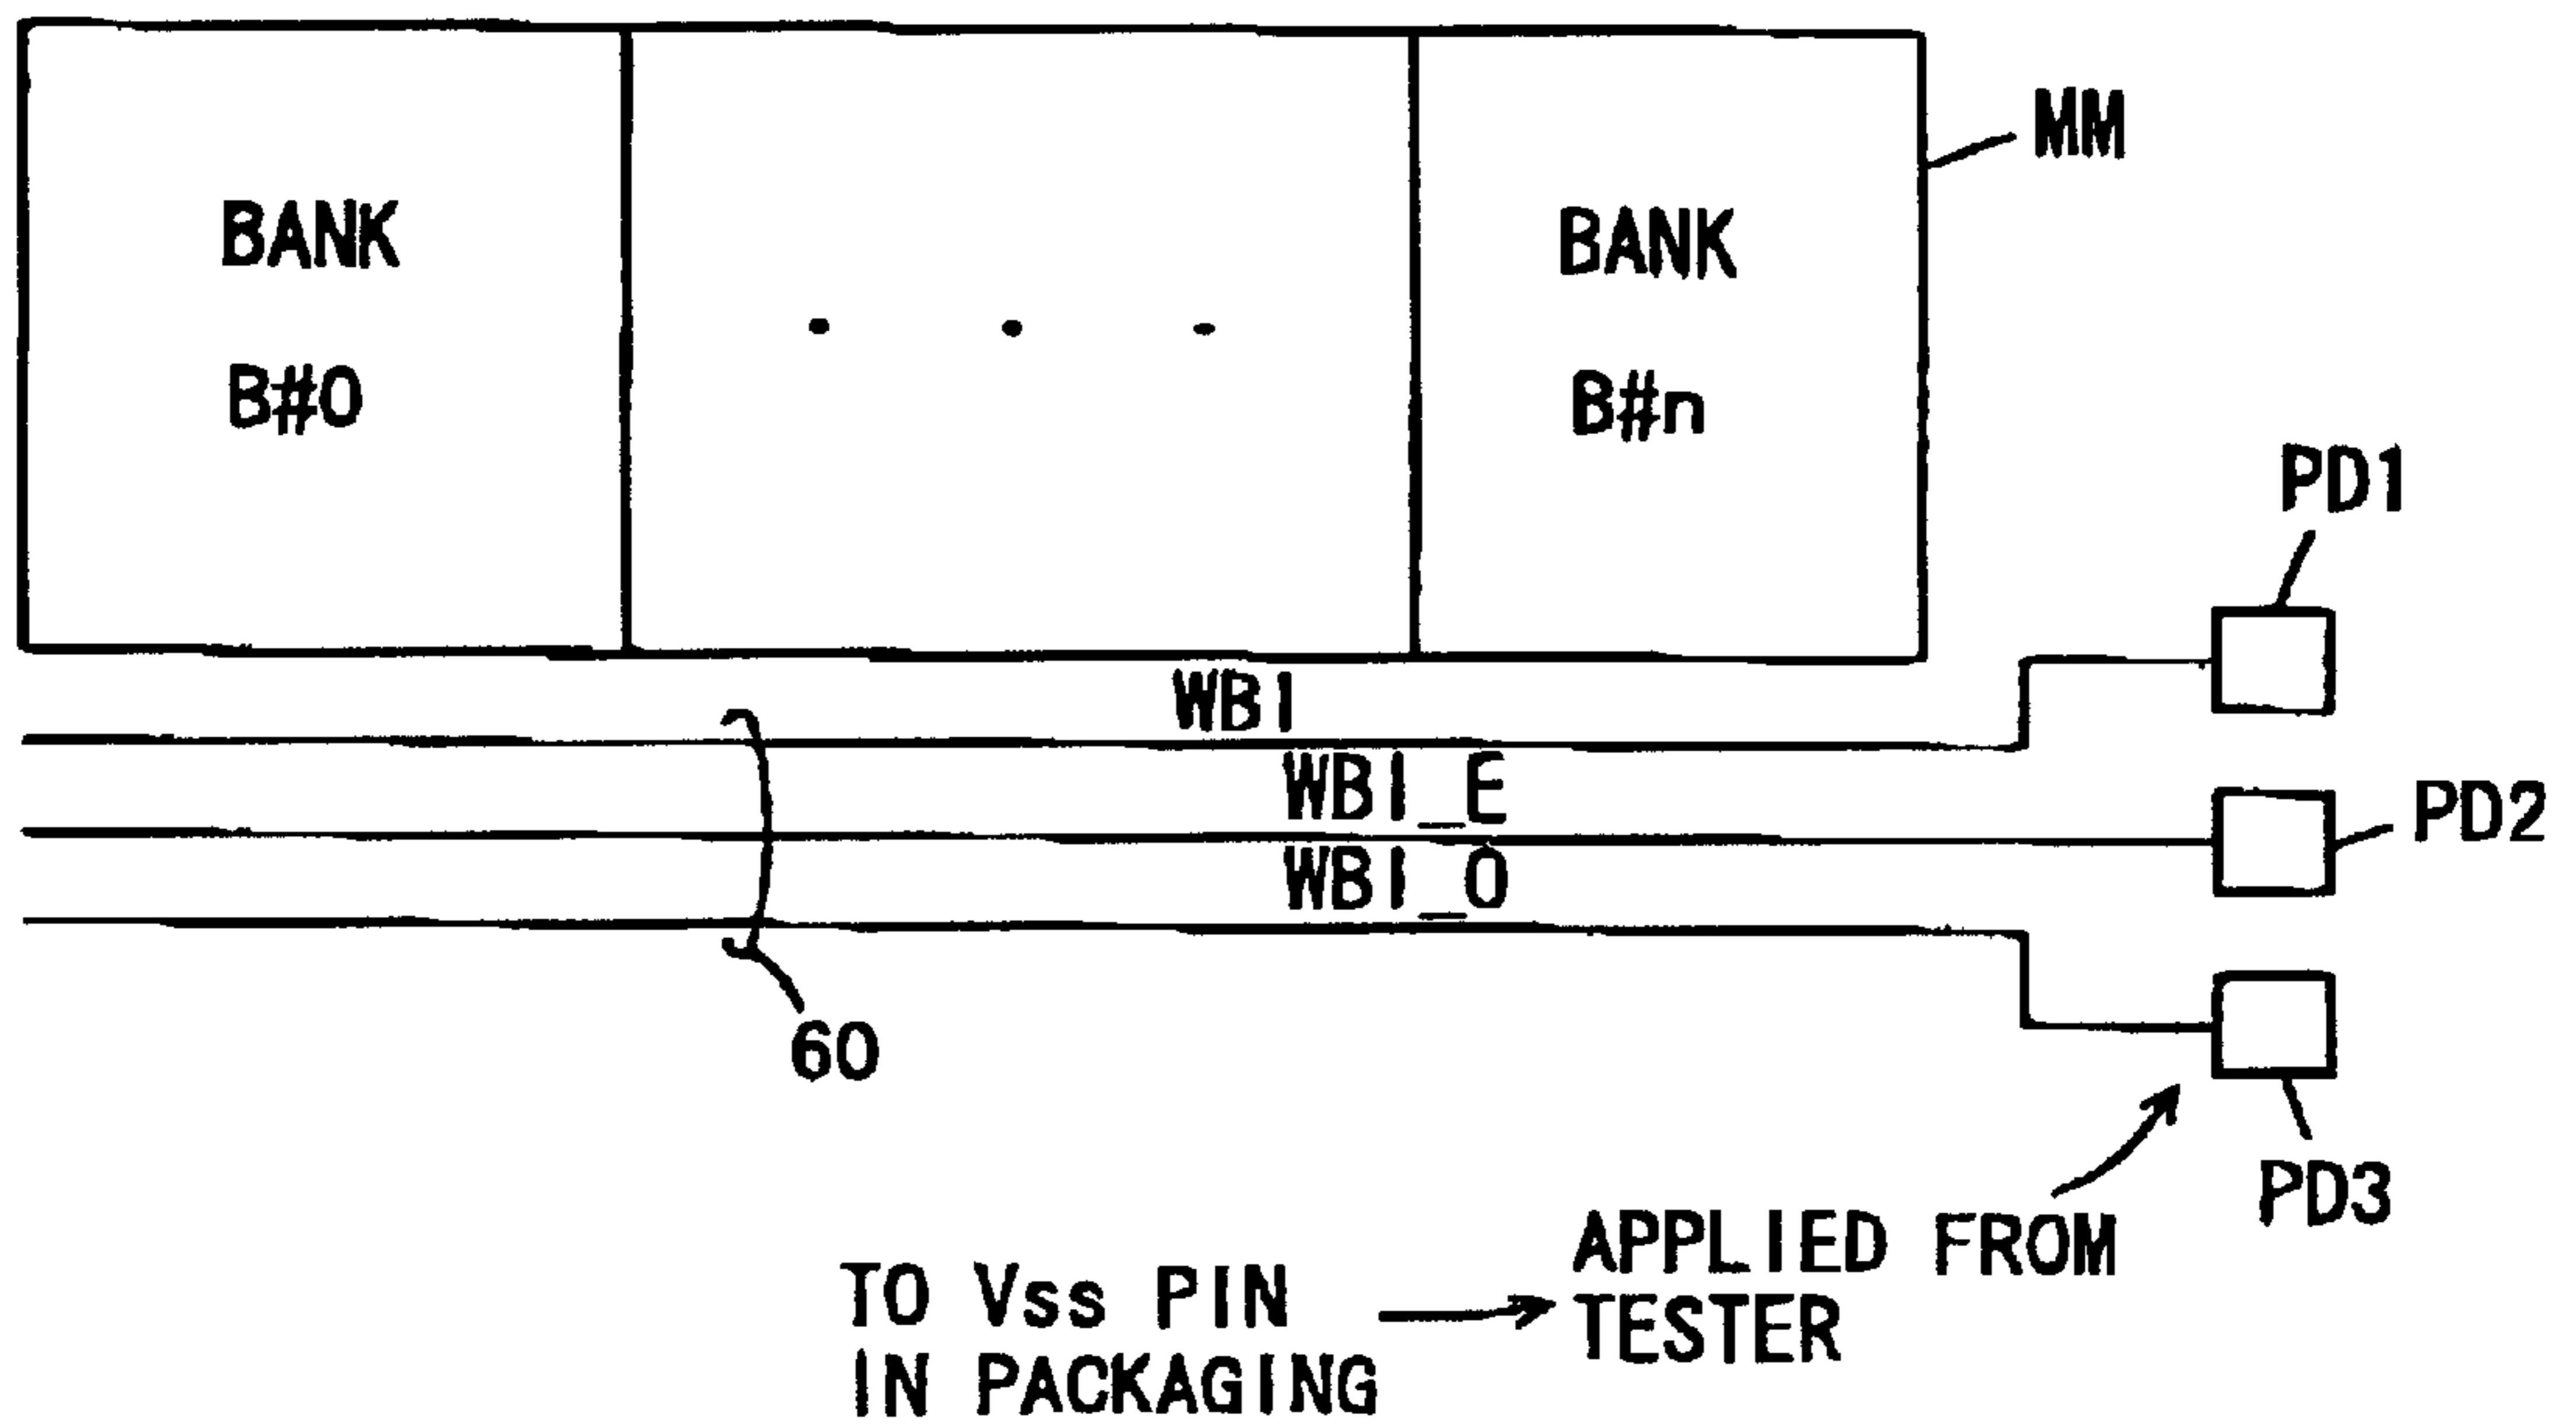 MM
BANK
B#0
BANK
B#n
PD1
WBI
WBI_E
PD2
WBI_O
60
PD3
APPLIED FROM
TESTER
TO Vss PIN
IN PACKAGING